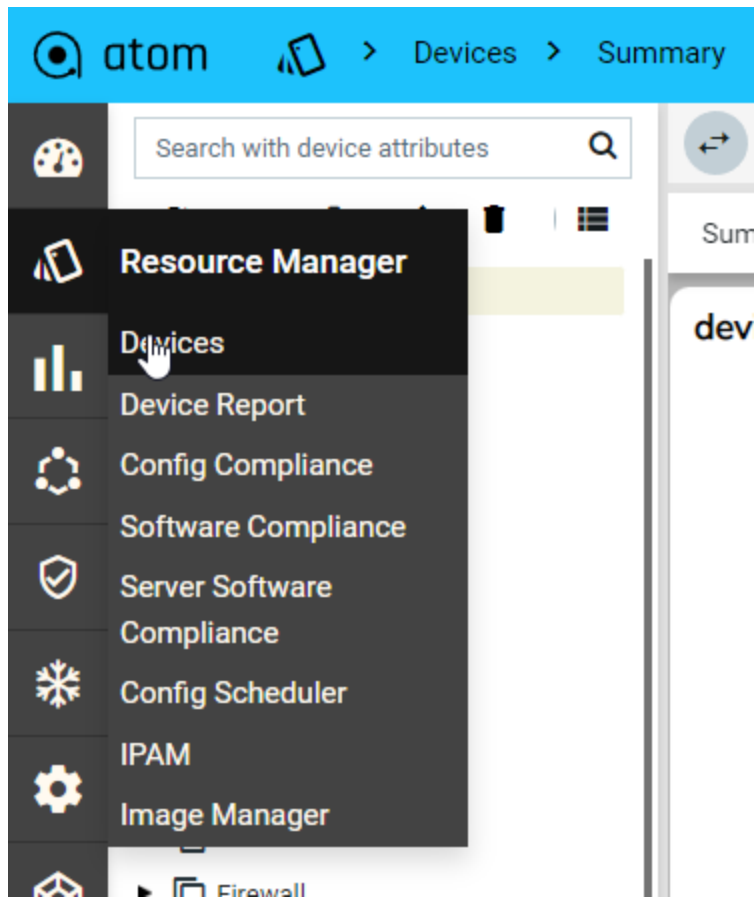 atom > Devices > Summary
Search with device attributes
Sum
Resource Manager
dev
Devices
Device Report
Config Compliance
Software Compliance
Server Software
Compliance
Config Scheduler
IPAM
Image Manager
Firewall